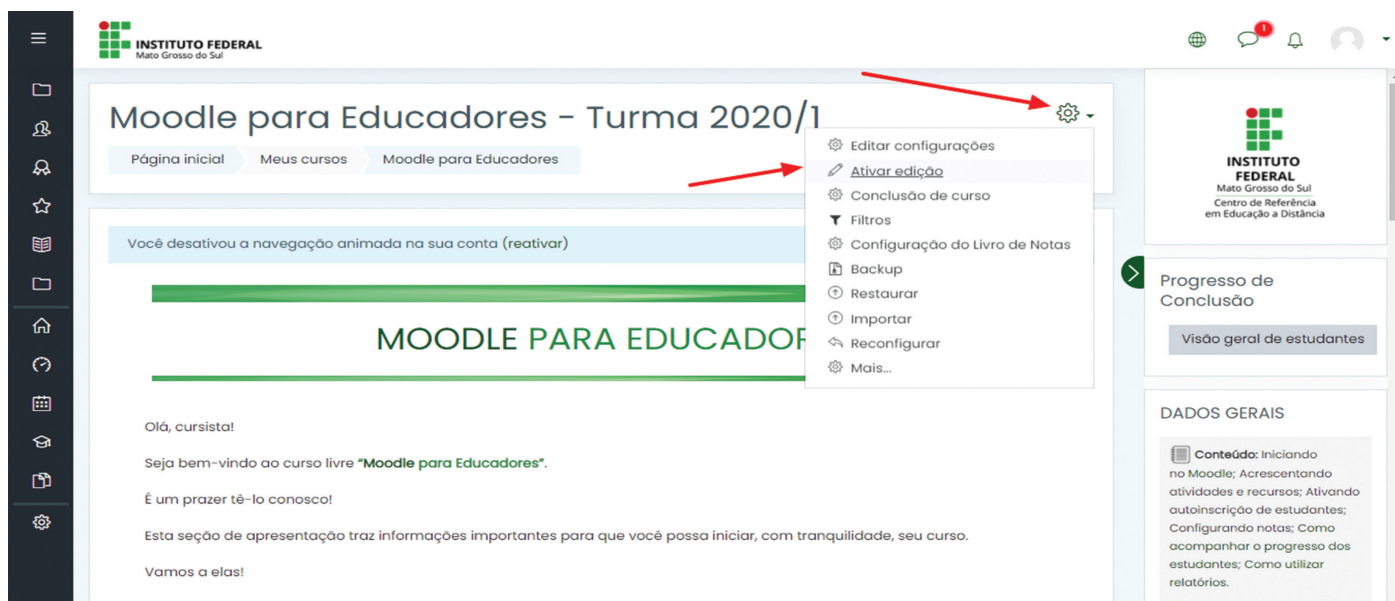 INSTITUTO FEDERAL
Mato Grosso do Sul
1
Moodle para Educadores - Turma 2020/1
Página inicial
Meus cursos
Moodle para Educadores
Editar configurações
Ativar edição
Conclusão de curso
Filtros
Configuração do Livro de Notas
Backup
Restaurar
Importar
Reconfigurar
Mais...
Você desativou a navegação animada na sua conta (reativar)
MOODLE PARA EDUCADOR
Olá, cursista!
Seja bem-vindo ao curso livre “Moodle para Educadores”.
É um prazer tê-lo conosco!
Esta seção de apresentação traz informações importantes para que você possa iniciar, com tranquilidade, seu curso.
Vamos a elas!
INSTITUTO
FEDERAL
Mato Grosso do Sul
Centro de Referência
em Educação a Distância
Progresso de
Conclusão
Visão geral de estudantes
DADOS GERAIS
Conteúdo: Iniciando
no Moodle; Acrescentando
atividades e recursos; Ativando
autoinscrição de estudantes;
Configurando notas; Como
acompanhar o progresso dos
estudantes; Como utilizar
relatórios.